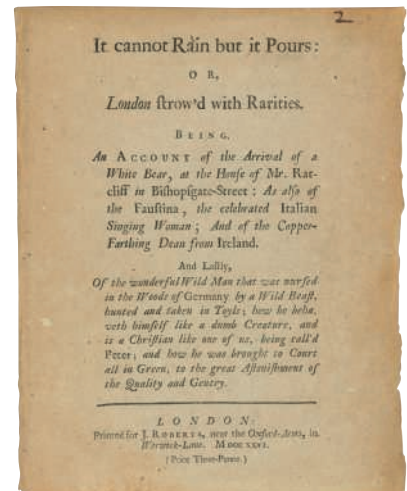 2
It cannot Rain but it Pours:
OR,
London ſtrow'd with Rarities.
BEING,
An ACCOUNT of the Arrival of a
White Bear, at the Houſe of Mr. Rat-
cliff in Biſhopſgate-Street: As alſo of
the Fauſtina, the celebrated Italian
Singing Woman; And of the Copper-
Farthing Dean from Ireland.
And Laſtly,
Of the wonderful Wild Man that was nurſed
in the Woods of Germany by a Wild Beaſt,
hunted and taken in Toyls; how he beha-
veth himſelf like a dumb Creature, and
is a Chriſtian like one of us, being call'd
Peter; and how he was brought to Court
all in Green, to the great Aſtoniſhment of
the Quality and Gentry.
LONDON:
Printed for J. ROBERTS, near the Oxford-Arms, in
Warwick-Lane. MDCCXXVI.
(Price Three-Pence.)